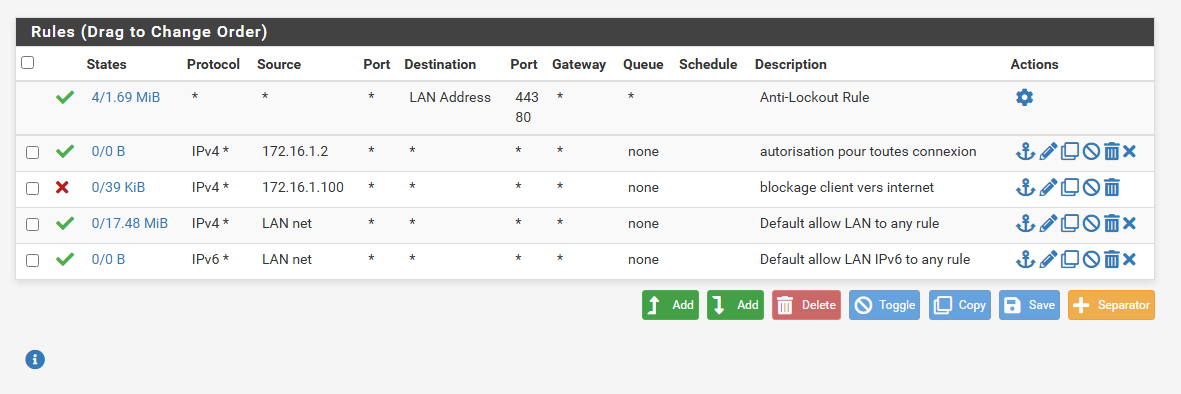 Rules (Drag to Change Order)
States Protocol Source Port Destination Port Gateway Queue Schedule Description Actions
4/1.69 MiB * * * LAN Address 443 * * Anti-Lockout Rule
80
0/0 B IPv4 * 172.16.1.2 * * * * none autorisation pour toutes connexion
0/39 KiB IPv4 * 172.16.1.100 * * * * none blockage client vers internet
0/17.48 MiB IPv4 * LAN net * * * * none Default allow LAN to any rule
0/0 B IPv6 * LAN net * * * * none Default allow LAN IPv6 to any rule
Add Add Delete Toggle Copy Save Separator